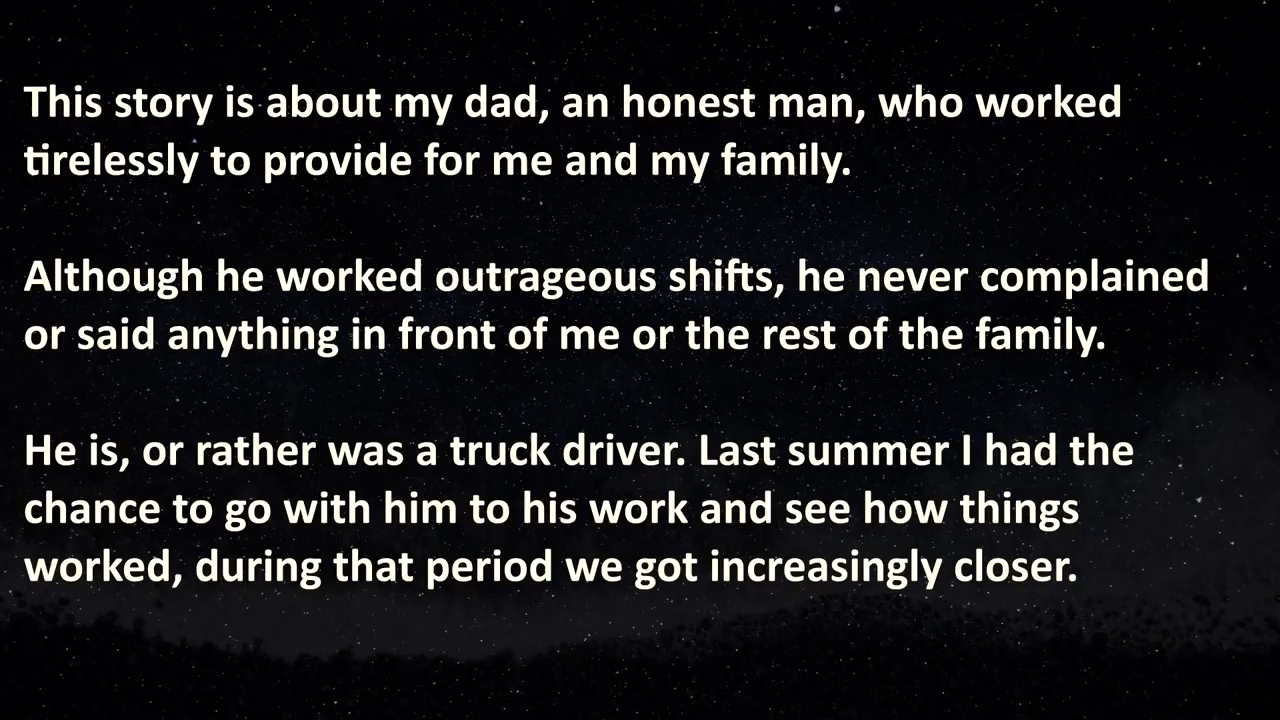 This story is about my dad, an honest man, who worked
tirelessly to provide for me and my family.
Although he worked outrageous shifts, he never complained
or said anything in front of me or the rest of the family.
He is, or rather was a truck driver. Last summer I had the
chance to go with him to his work and see how things
worked, during that period we got increasingly closer.